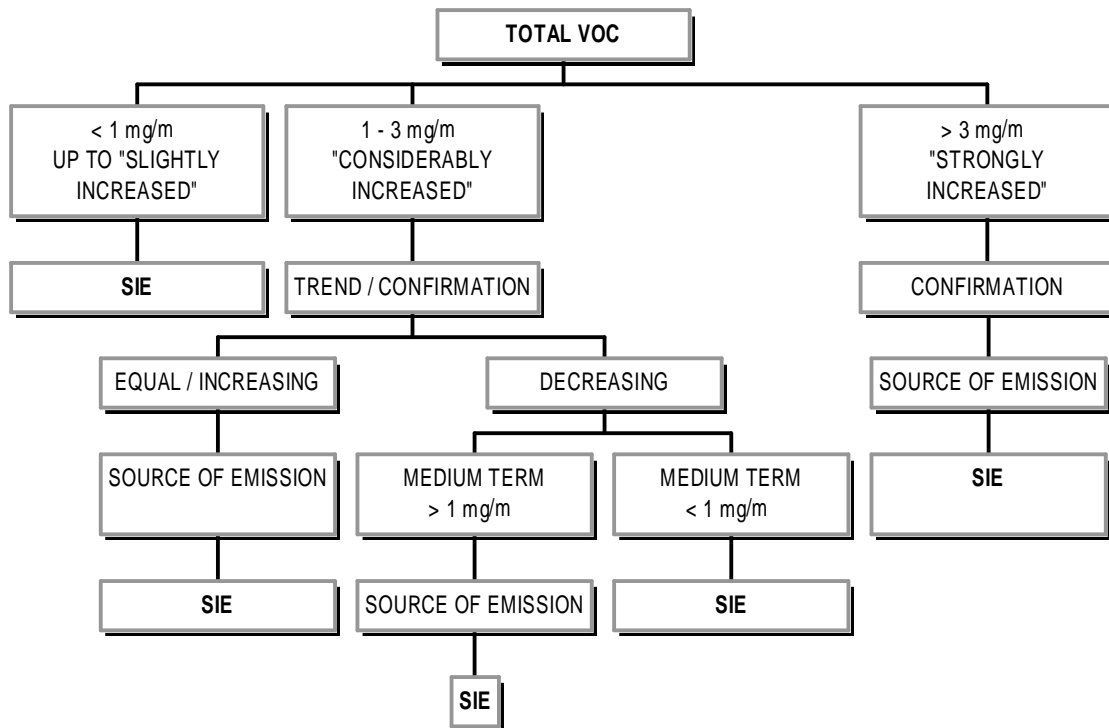 TOTAL VOC
< 1 mg/m
UP TO "SLIGHTLY
INCREASED"
1 - 3 mg/m
"CONSIDERABLY
INCREASED"
> 3 mg/m
"STRONGLY
INCREASED"
SIE
TREND / CONFIRMATION
CONFIRMATION
EQUAL / INCREASING
DECREASING
SOURCE OF EMISSION
SOURCE OF EMISSION
MEDIUM TERM
> 1 mg/m
MEDIUM TERM
< 1 mg/m
SIE
SIE
SOURCE OF EMISSION
SIE
SIE